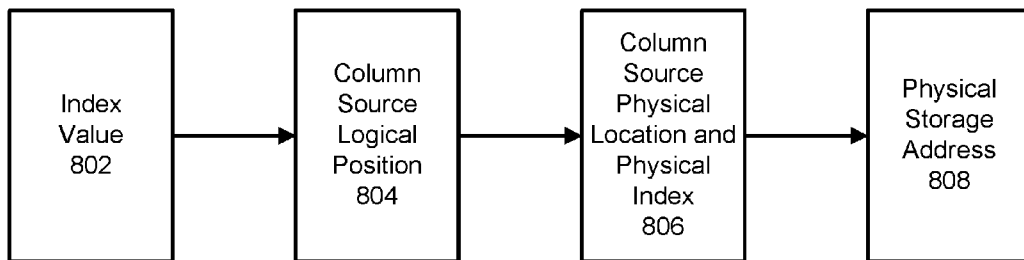 Index
Value
802
Column
Source
Logical
Position
804
Column
Source
Physical
Location and
Physical
Index
806
Physical
Storage
Address
808